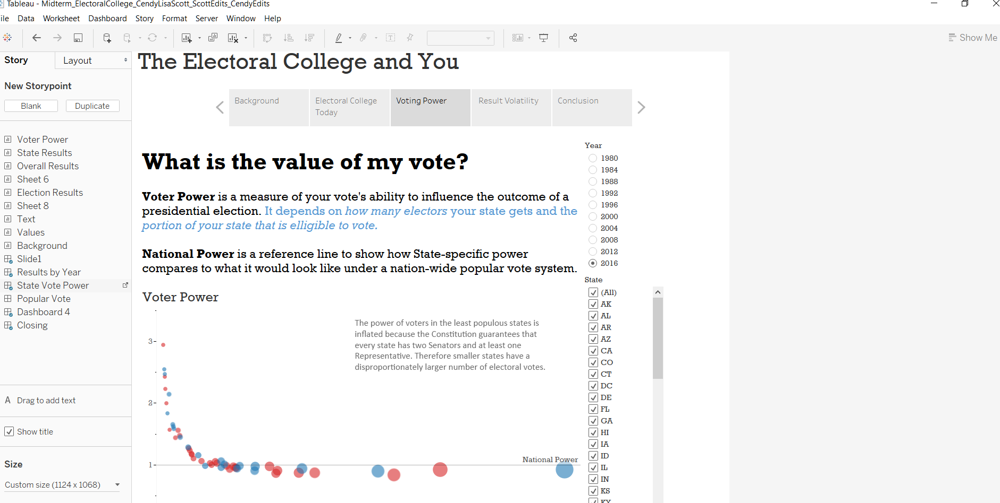 Tableau - Midterm_ElectoralCollege_CendyLisaScott_ScottEdits_CendyEdits
ile Data Worksheet Dashboard Story Format Server Window Help
Show Me
Story Layout
New Storypoint
Blank Duplicate
Voter Power
State Results
Overall Results
Sheet 6
Election Results
Sheet 8
Text
Values
Background
Slide1
Results by Year
State Vote Power
Popular Vote
Dashboard 4
Closing
A Drag to add text
Show title
Size
Custom size (1124 x 1068)
The Electoral College and You
Background
Electoral College
Today
Voting Power
Result Volatility
Conclusion
What is the value of my vote?
Voter Power is a measure of your vote's ability to influence the outcome of a
presidential election. It depends on how many electors your state gets and the
portion of your state that is elligible to vote.
National Power is a reference line to show how State-specific power
compares to what it would look like under a nation-wide popular vote system.
Voter Power
The power of voters in the least populous states is
inflated because the Constitution guarantees that
every state has two Senators and at least one
Representative. Therefore smaller states have a
disproportionately larger number of electoral votes.
3
2
1
National Power
Year
1980
1984
1988
1992
1996
2000
2004
2008
2012
2016
State
(All)
AK
AL
AR
AZ
CA
CO
CT
DC
DE
FL
GA
HI
IA
ID
IL
IN
KS
KY